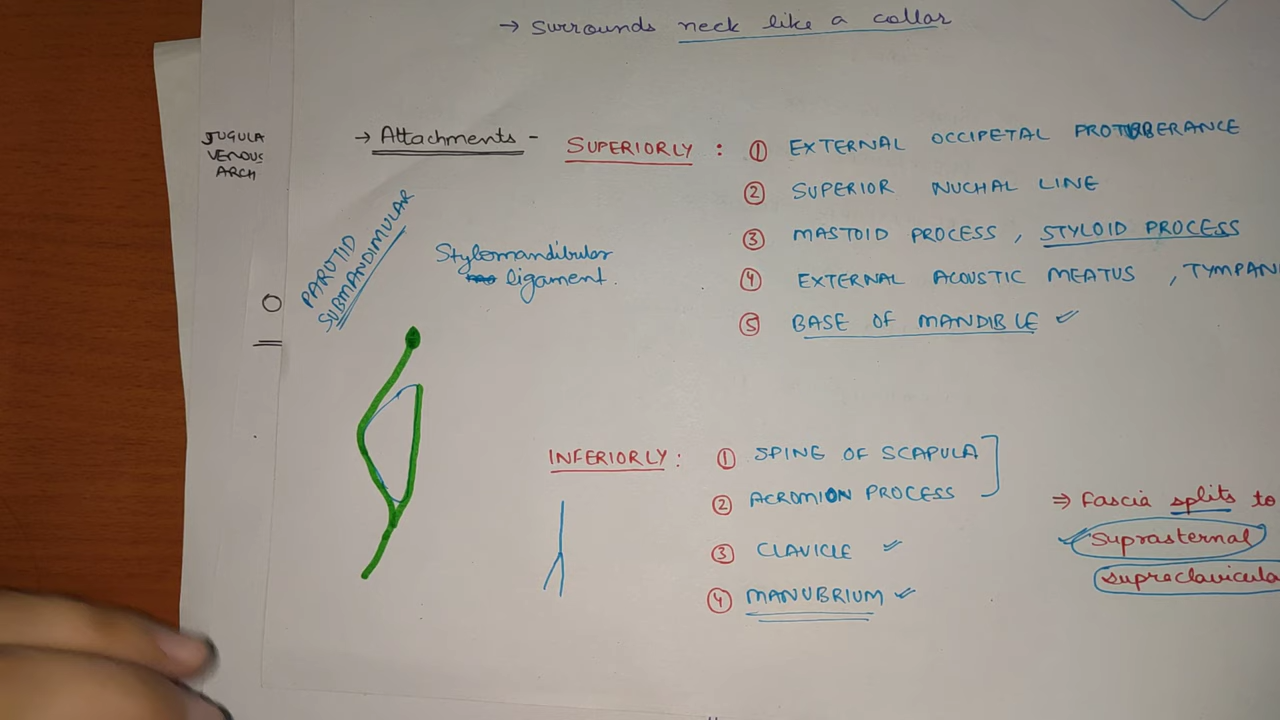 → Surrounds neck like a collar
JUGULA
VENOUS
ARCH
→ Attachments -
SUPERIORLY :
① EXTERNAL OCCIPETAL PROTUBERANCE
② SUPERIOR NUCHAL LINE
③ MASTOID PROCESS , STYLOID PROCESS
④ EXTERNAL ACOUSTIC MEATUS , TYMPAN
⑤ BASE OF MANDIBLE ✓
PAROTID
SUBMANDIMULAR
Stylomandibular
ligament.
INFERIORLY :
① SPINE OF SCAPULA
② ACROMION PROCESS
③ CLAVICLE ✓
④ MANUBRIUM ✓
⇒ Fascia splits to
✓ Suprasternal
supraclavicula